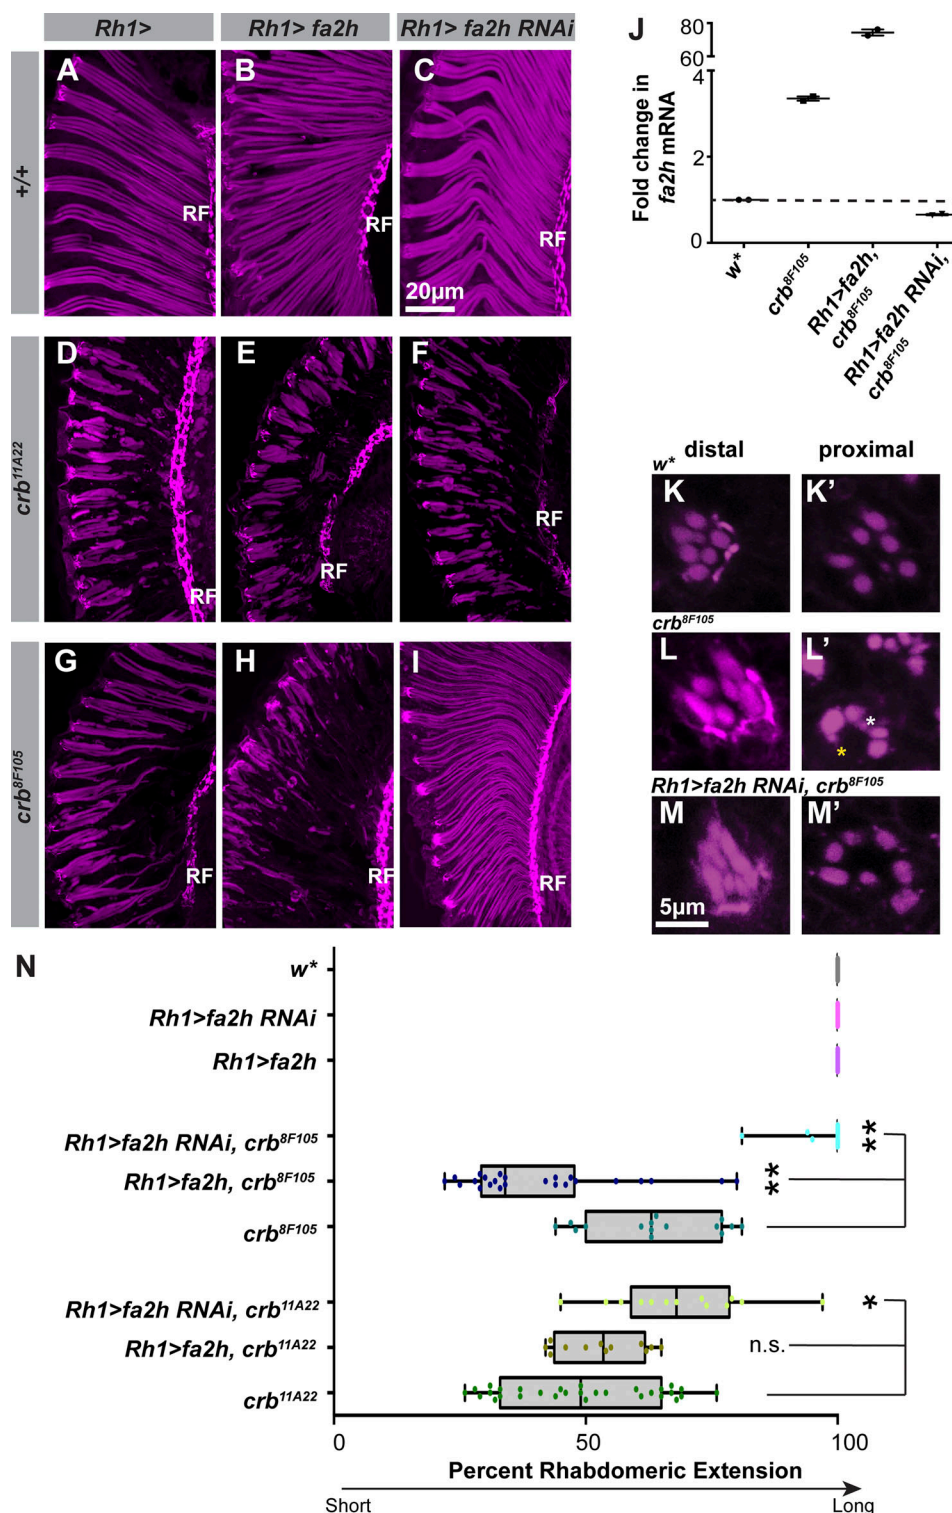 Rh1> Rh1> fa2h Rh1> fa2h RNAi
+/+
A B C
RF RF RF
20µm
crb11A22
D E F
RF RF RF
crb8F105
G H I
RF RF RF
J
Fold change in
fa2h mRNA
80
60
4
2
0
w*
crb8F105
Rh1>fa2h,
crb8F105
Rh1>fa2h RNAi,
crb8F105
distal proximal
w*
K K’
crb8F105
L L’
* *
Rh1>fa2h RNAi, crb8F105
M M’
5µm
N
w*
Rh1>fa2h RNAi
Rh1>fa2h
Rh1>fa2h RNAi, crb8F105 **
Rh1>fa2h, crb8F105 **
crb8F105
Rh1>fa2h RNAi, crb11A22 *
Rh1>fa2h, crb11A22 n.s.
crb11A22
0 50 100
Percent Rhabdomeric Extension
Short Long